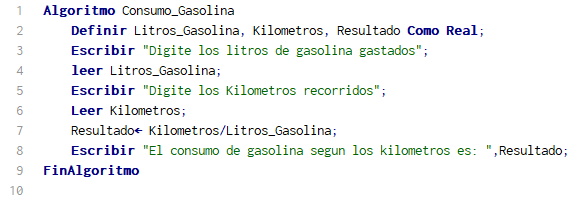 1 Algoritmo Consumo_Gasolina
2 Definir Litros_Gasolina, Kilometros, Resultado Como Real;
3 Escribir "Digite los litros de gasolina gastados";
4 leer Litros_Gasolina;
5 Escribir "Digite los Kilometros recorridos";
6 Leer Kilometros;
7 Resultado← Kilometros/Litros_Gasolina;
8 Escribir "El consumo de gasolina segun los kilometros es: ",Resultado;
9 FinAlgoritmo
10